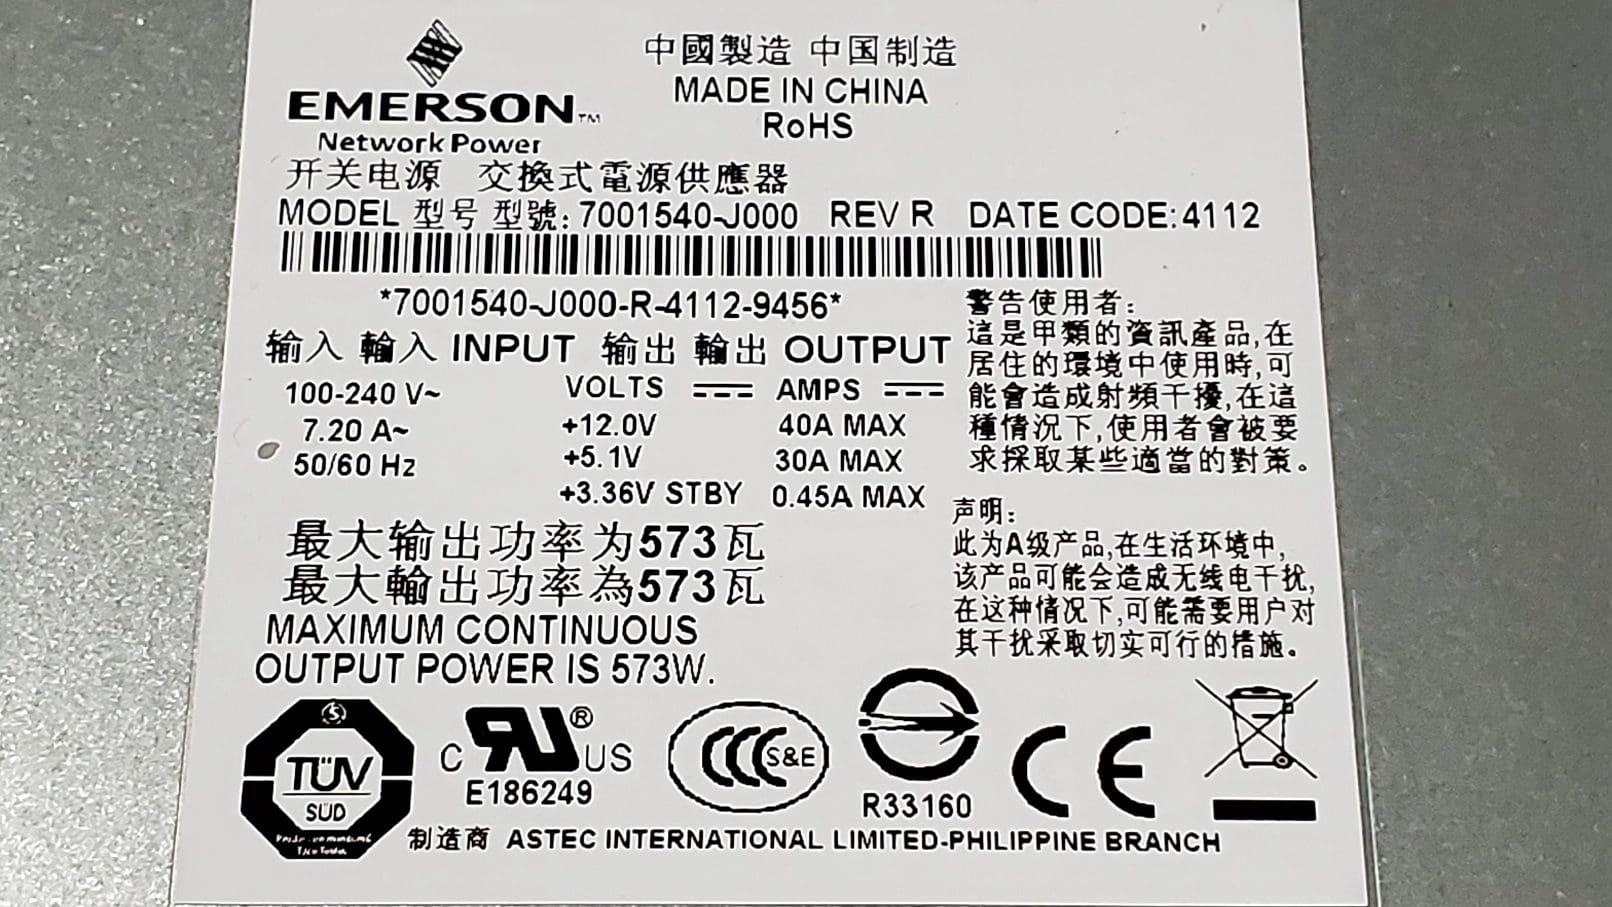 EMERSON™
Network Power
中國製造 中国制造
MADE IN CHINA
RoHS
开关电源 交換式電源供應器
MODEL 型号 型號: 7001540-J000 REV R DATE CODE: 4112
*7001540-J000-R-4112-9456*
输入 輸入 INPUT 输出 輸出 OUTPUT
100-240 V~
7.20 A~
50/60 Hz
VOLTS AMPS
+12.0V 40A MAX
+5.1V 30A MAX
+3.36V STBY 0.45A MAX
警告使用者:
這是甲類的資訊產品,在
居住的環境中使用時,可
能會造成射頻干擾,在這
種情況下,使用者會被要
求採取某些適當的對策。
最大输出功率为573瓦
最大輸出功率為573瓦
MAXIMUM CONTINUOUS
OUTPUT POWER IS 573W.
声明:
此为A级产品,在生活环境中,
该产品可能会造成无线电干扰,
在这种情况下,可能需要用户对
其干扰采取切实可行的措施。
TÜV
SÜD
C RU® US
E186249
CCC S&E
R33160
CE
制造商 ASTEC INTERNATIONAL LIMITED-PHILIPPINE BRANCH